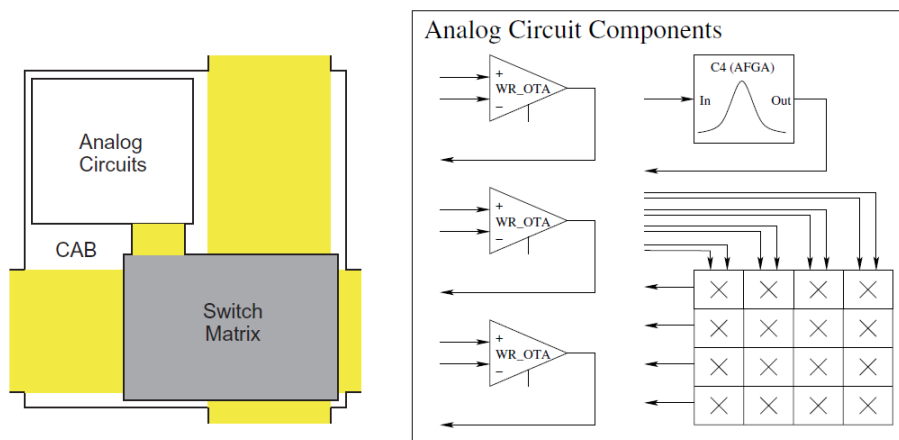 Analog
Circuits
CAB
Switch
Matrix
Analog Circuit Components
+
WR_OTA
−
C4 (AFGA)
In
Out
+
WR_OTA
−
+
WR_OTA
−